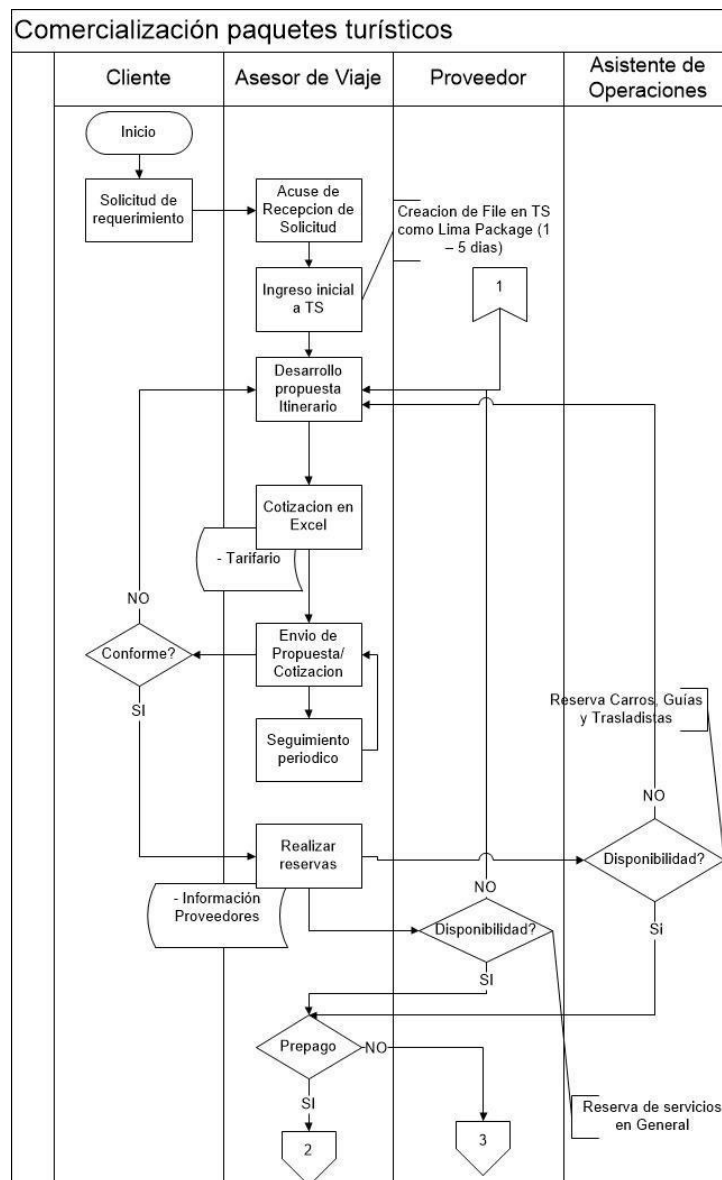 Comercialización paquetes turísticos
Cliente
Asesor de Viaje
Proveedor
Asistente de
Operaciones
Inicio
Solicitud de
requerimiento
Acuse de
Recepcion de
Solicitud
Creacion de File en TS
como Lima Package (1
– 5 dias)
Ingreso inicial
a TS
1
Desarrollo
propuesta
Itinerario
Cotizacion en
Excel
- Tarifario
NO
Conforme?
SI
Envio de
Propuesta/
Cotizacion
Seguimiento
periodico
Reserva Carros, Guías
y Trasladistas
NO
Realizar
reservas
Disponibilidad?
- Información
Proveedores
NO
Disponibilidad?
Si
SI
Prepago
NO
SI
Reserva de servicios
en General
2
3